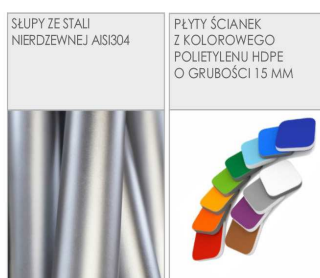 SŁUPY ZE STALI
NIERDZEWNEJ AISI304
PŁYTY ŚCIANEK
Z KOLOROWEGO
POLIETYLENU HDPE
O GRUBOŚCI 15 MM